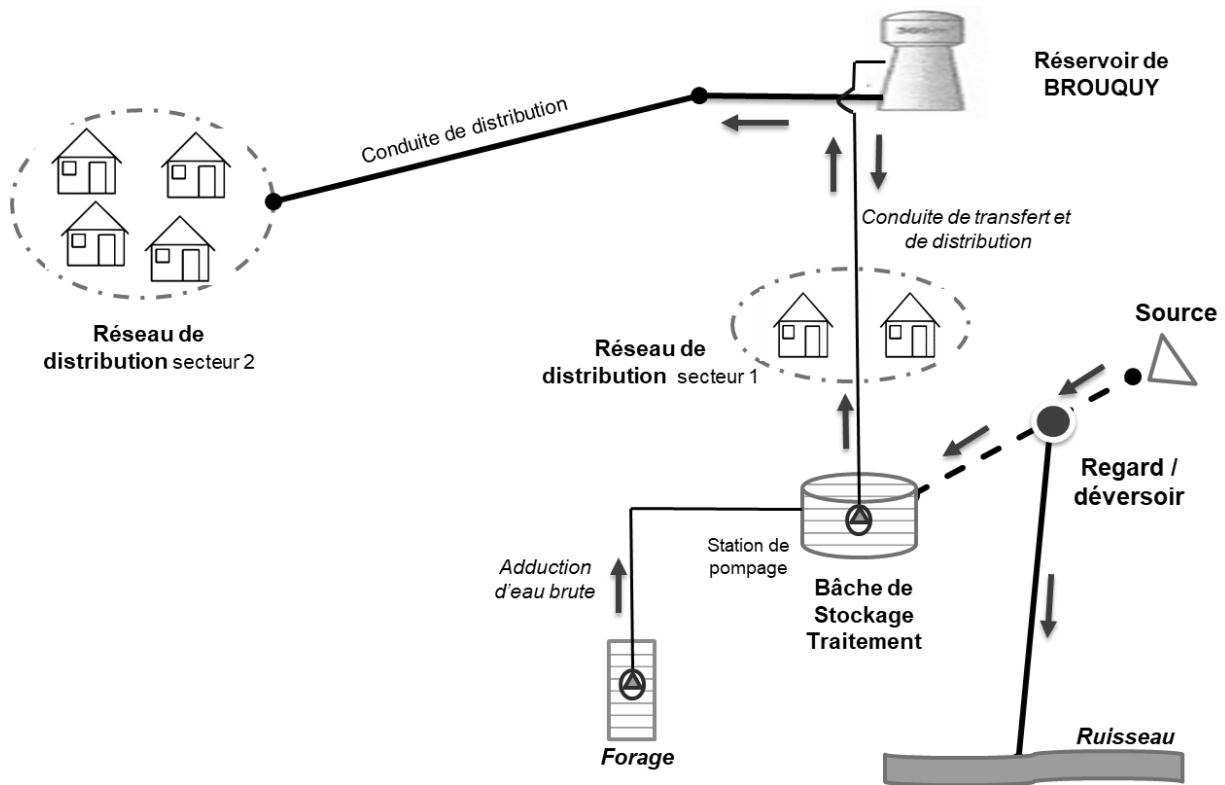 Réservoir de
BROUQUY
Conduite de distribution
Conduite de transfert et
de distribution
Source
Réseau de
distribution secteur 2
Réseau de
distribution secteur 1
Regard /
déversoir
Station de
pompage
Adduction
d'eau brute
Bâche de
Stockage
Traitement
Forage
Ruisseau